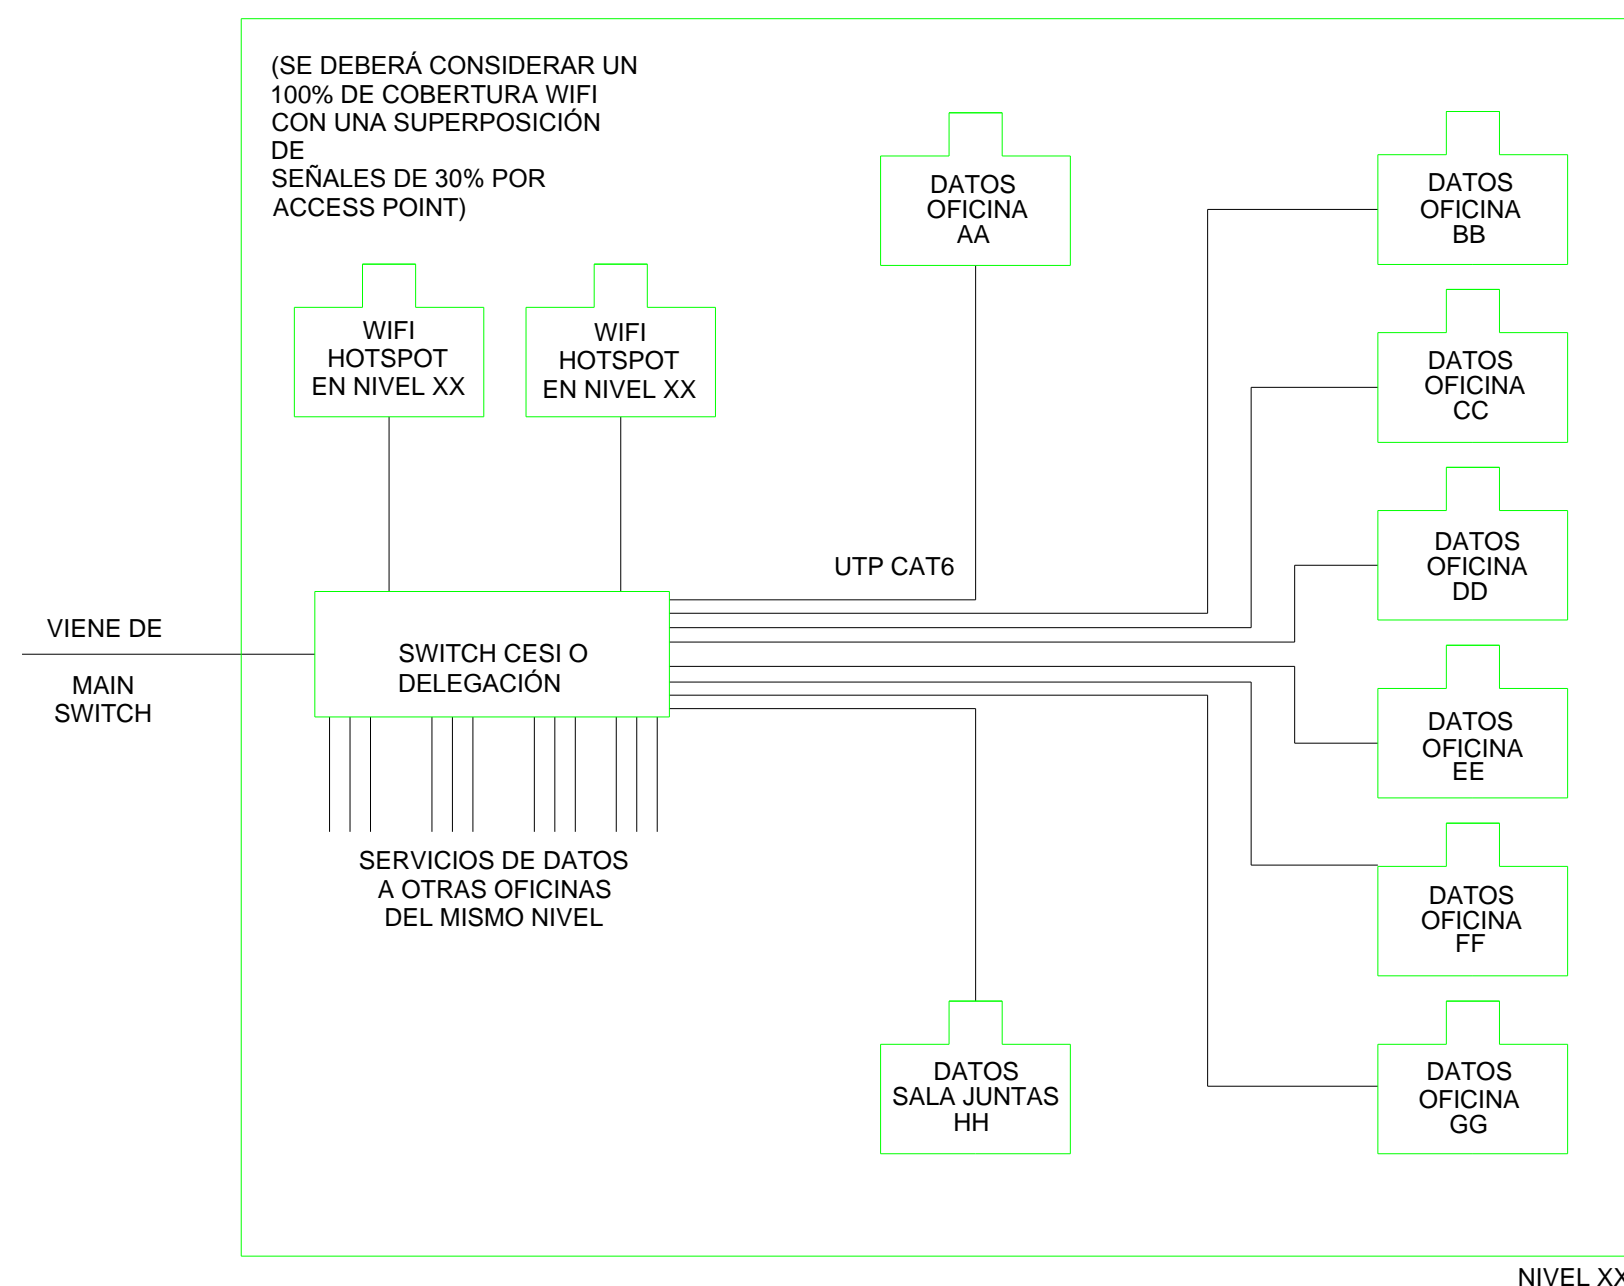 (SE DEBERÁ CONSIDERAR UN
100% DE COBERTURA WIFI
CON UNA SUPERPOSICIÓN
DE
SEÑALES DE 30% POR
ACCESS POINT)
WIFI
HOTSPOT
EN NIVEL XX
WIFI
HOTSPOT
EN NIVEL XX
DATOS
OFICINA
AA
DATOS
OFICINA
BB
DATOS
OFICINA
CC
DATOS
OFICINA
DD
UTP CAT6
VIENE DE
MAIN
SWITCH
SWITCH CESI O
DELEGACIÓN
DATOS
OFICINA
EE
SERVICIOS DE DATOS
A OTRAS OFICINAS
DEL MISMO NIVEL
DATOS
OFICINA
FF
DATOS
SALA JUNTAS
HH
DATOS
OFICINA
GG
NIVEL XX